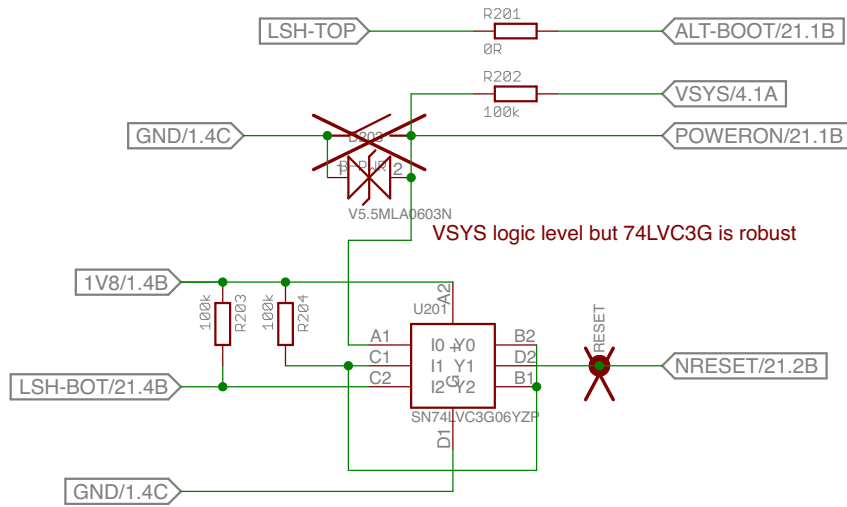 R201
LSH-TOP
ALT-BOOT/21.1B
0R
R202
VSYS/4.1A
100k
GND/1.4C
POWERON/21.1B
1
2
V5.5MLA0603N
VSYS logic level but 74LVC3G is robust
1V8/1.4B
A2
U201
100k
R203
100k
R204
RESET
A1
I0
+
Y0
B2
C1
I1
Y1
D2
NRESET/21.2B
LSH-BOT/21.4B
C2
I2
G
Y2
B1
SN74LVC3G06YZP
D1
GND/1.4C